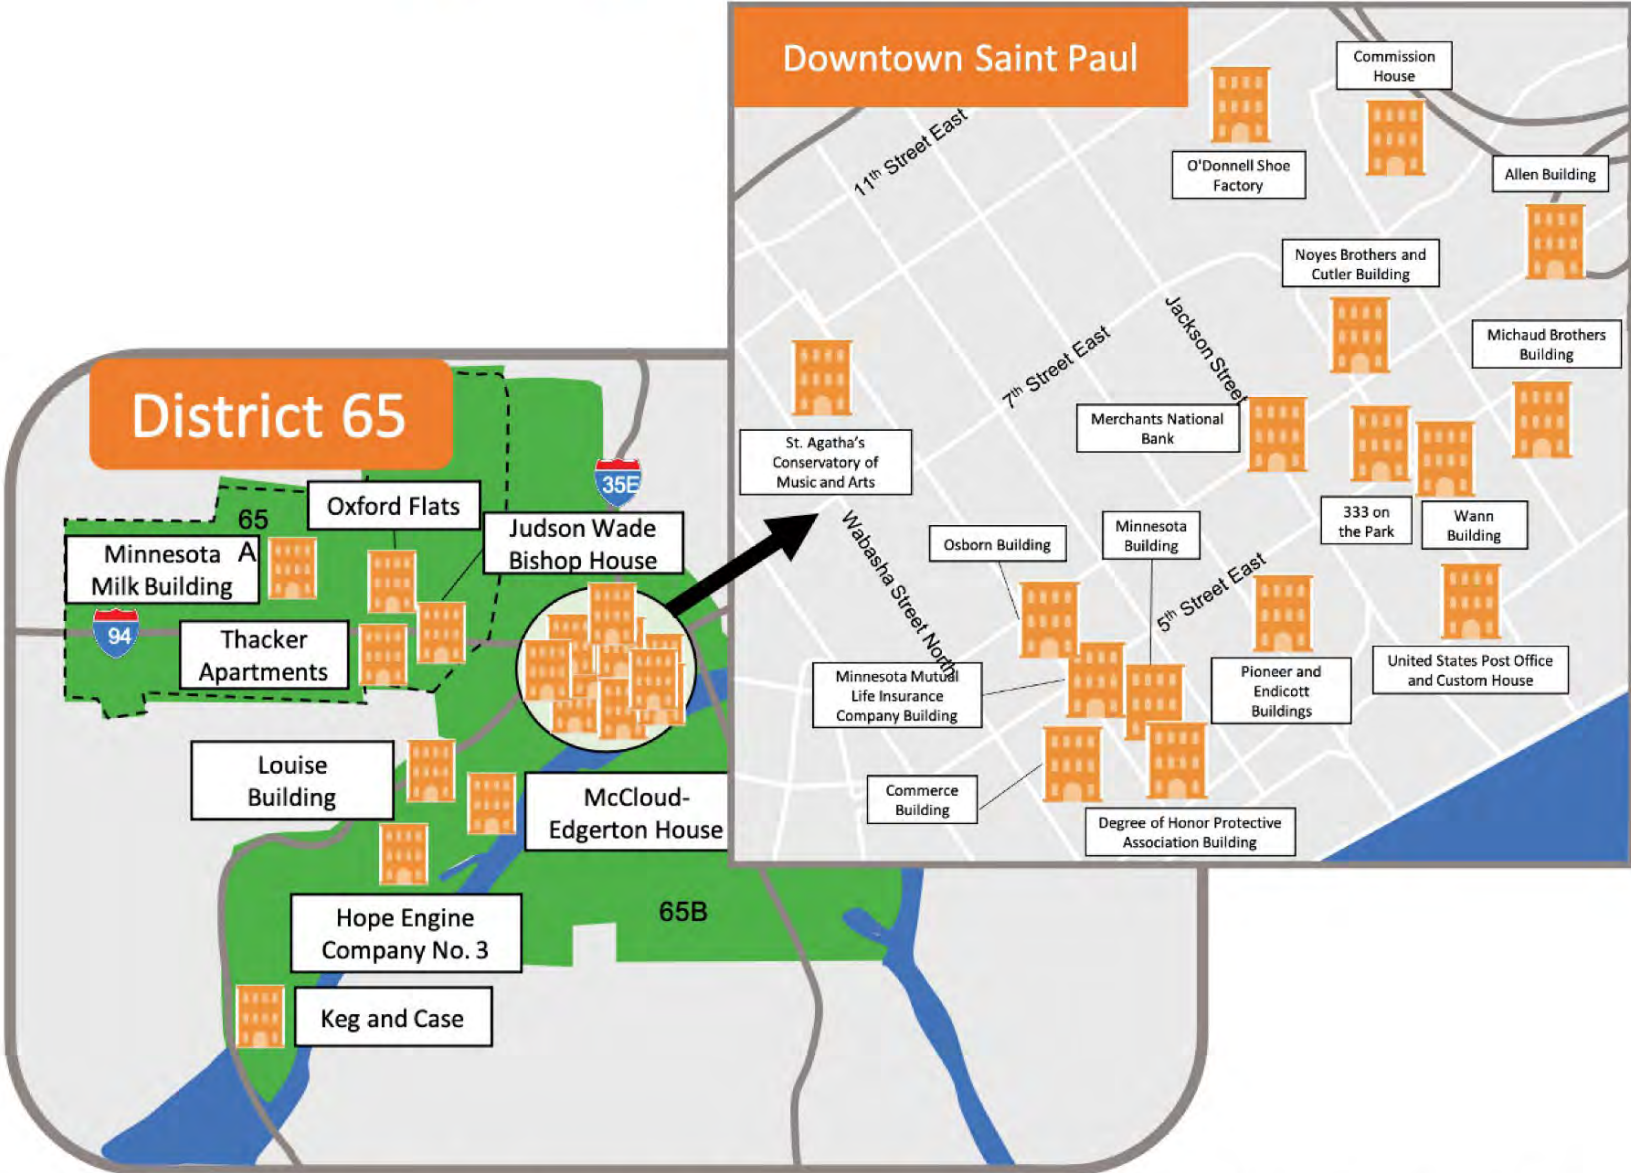 Downtown Saint Paul
Commission
House
O'Donnell Shoe
Factory
Allen Building
11th Street East
Noyes Brothers and
Cutler Building
Michaud Brothers
Building
Jackson Street
7th Street East
Merchants National
Bank
St. Agatha's
Conservatory of
Music and Arts
333 on
the Park
Wann
Building
Wabasha Street North
Osborn Building
Minnesota
Building
5th Street East
Pioneer and
Endicott
Buildings
United States Post Office
and Custom House
Minnesota Mutual
Life Insurance
Company Building
Commerce
Building
Degree of Honor Protective
Association Building
District 65
35E
65
A
Oxford Flats
Judson Wade
Bishop House
Minnesota
Milk Building
94
Thacker
Apartments
Louise
Building
McCloud-
Edgerton House
65B
Hope Engine
Company No. 3
Keg and Case